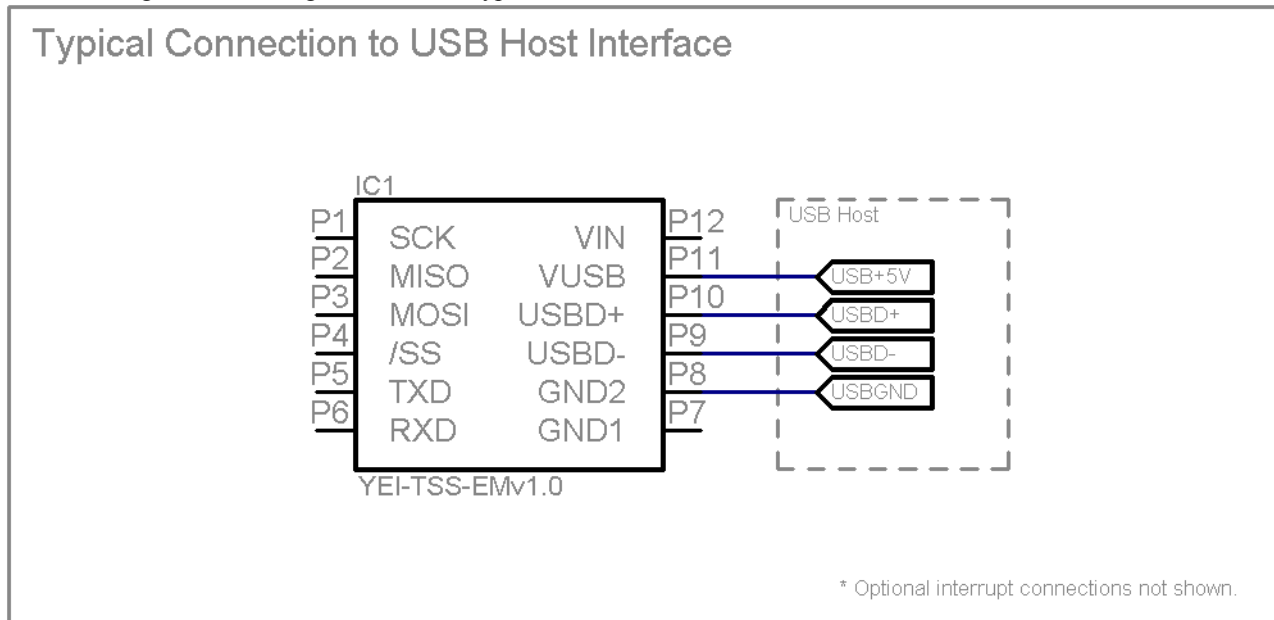 Typical Connection to USB Host Interface
IC1
P1 SCK VIN P12 USB Host
P2 MISO VUSB P11 USB+5V
P3 MOSI USBD+ P10 USBD+
P4 /SS USBD- P9 USBD-
P5 TXD GND2 P8 USBGND
P6 RXD GND1 P7
YEI-TSS-EMv1.0
* Optional interrupt connections not shown.